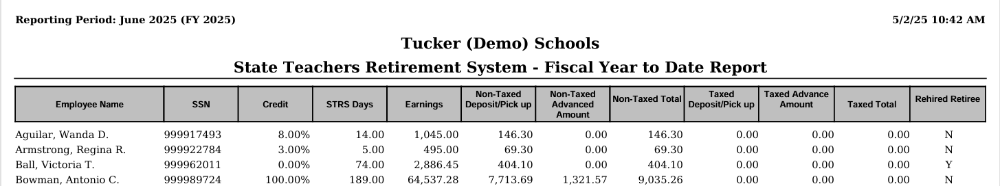 Reporting Period: June 2025 (FY 2025) 5/2/25 10:42 AM
Tucker (Demo) Schools
State Teachers Retirement System - Fiscal Year to Date Report
Employee Name SSN Credit STRS Days Earnings Non-Taxed Deposit/Pick up Non-Taxed Advanced Amount Non-Taxed Total Taxed Deposit/Pick up Taxed Advance Amount Taxed Total Rehired Retiree
Aguilar, Wanda D. 999917493 8.00% 14.00 1,045.00 146.30 0.00 146.30 0.00 0.00 0.00 N
Armstrong, Regina R. 999922784 3.00% 5.00 495.00 69.30 0.00 69.30 0.00 0.00 0.00 N
Ball, Victoria T. 999962011 0.00% 74.00 2,886.45 404.10 0.00 404.10 0.00 0.00 0.00 Y
Bowman, Antonio C. 999989724 100.00% 189.00 64,537.28 7,713.69 1,321.57 9,035.26 0.00 0.00 0.00 N